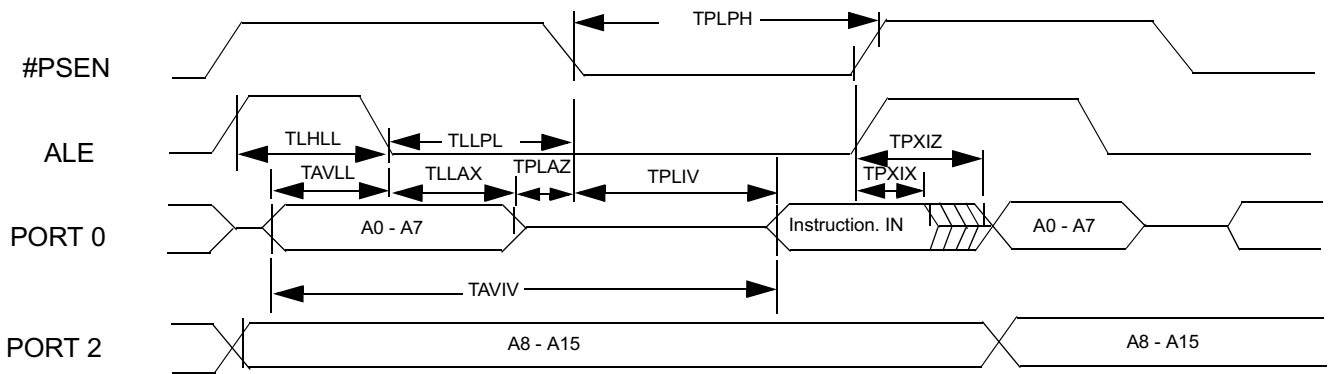 TPLPH
#PSEN
ALE
TLHLL
TLLPL
TPXIZ
TAVLL
TLLAX
TPLAZ
TPLIV
TPXIX
PORT 0
A0 - A7
Instruction. IN
A0 - A7
TAVIV
PORT 2
A8 - A15
A8 - A15